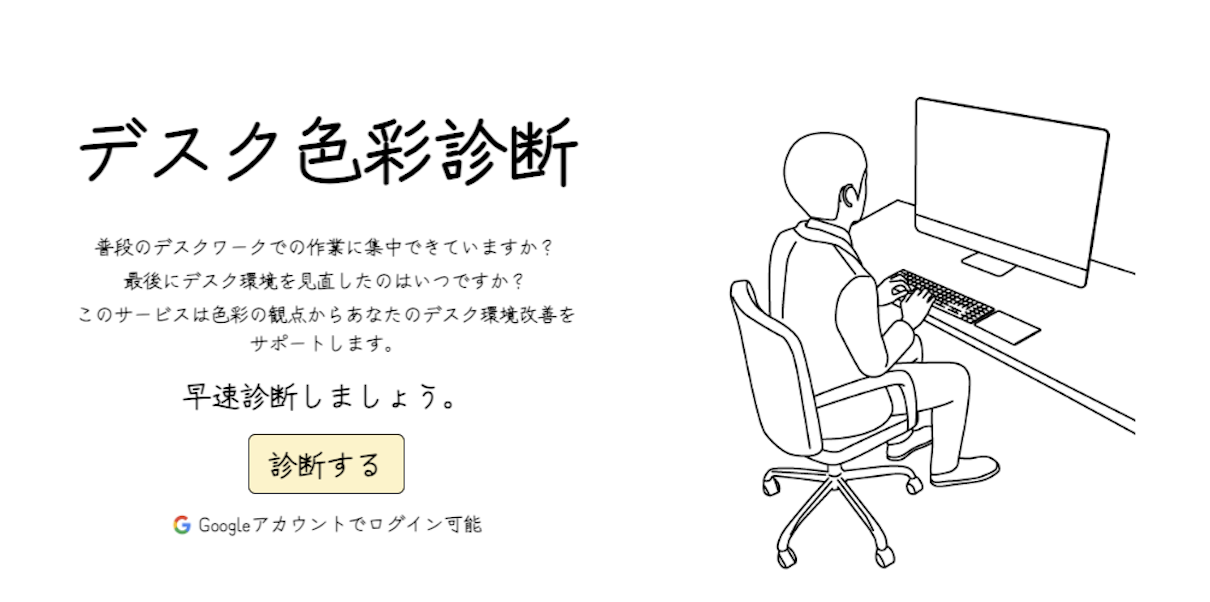 デスク色彩診断
普段のデスクワークでの作業に集中できていますか？
最後にデスク環境を見直したのはいつですか？
このサービスは色彩の観点からあなたのデスク環境改善を
サポートします。
早速診断しましょう。
診断する
Googleアカウントでログイン可能